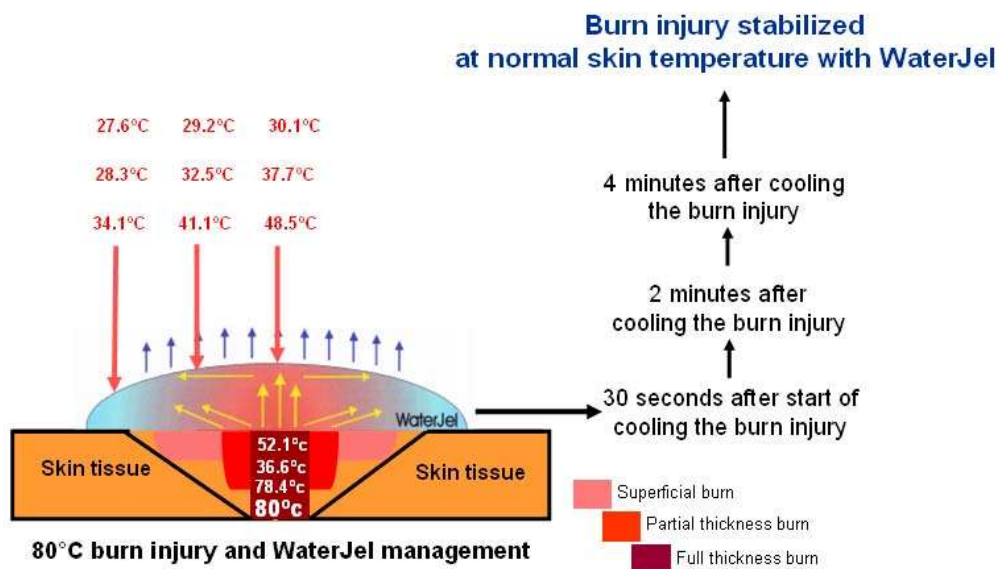 Burn injury stabilized
at normal skin temperature with WaterJel
27.6°C 29.2°C 30.1°C
28.3°C 32.5°C 37.7°C
34.1°C 41.1°C 48.5°C
4 minutes after cooling
the burn injury
2 minutes after
cooling the burn injury
30 seconds after start of
cooling the burn injury
WaterJel
Skin tissue
52.1°c
36.6°c
78.4°c
80°c
Skin tissue
80°C burn injury and WaterJel management
Superficial burn
Partial thickness burn
Full thickness burn